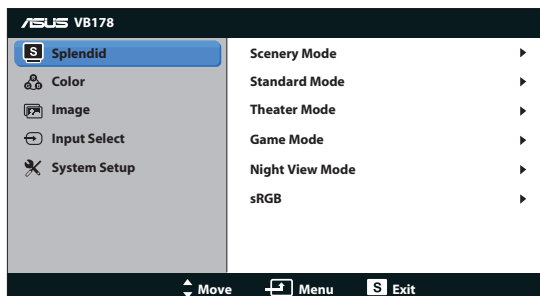 ASUS VB178
S Splendid
Color
Image
Input Select
System Setup
Scenery Mode
Standard Mode
Theater Mode
Game Mode
Night View Mode
sRGB
Move Menu S Exit